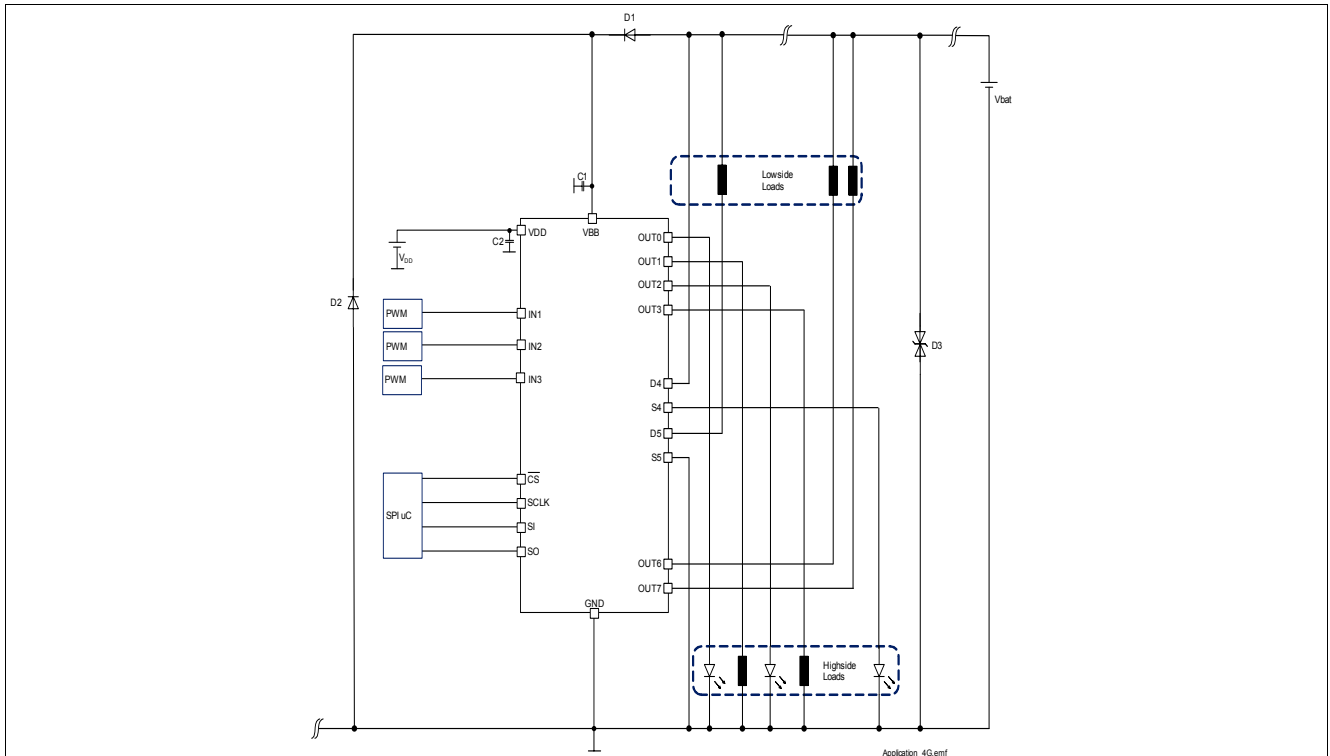 D1
Vbat
C1
Lowside
Loads
VDD
VBB
C2
OUT0
VDD
OUT1
OUT2
D2
PWM
IN1
OUT3
PWM
IN2
D3
PWM
IN3
D4
S4
D5
S5
CS
SPI uC
SCLK
SI
SO
OUT6
OUT7
GND
Highside
Loads
Application_4G.emf